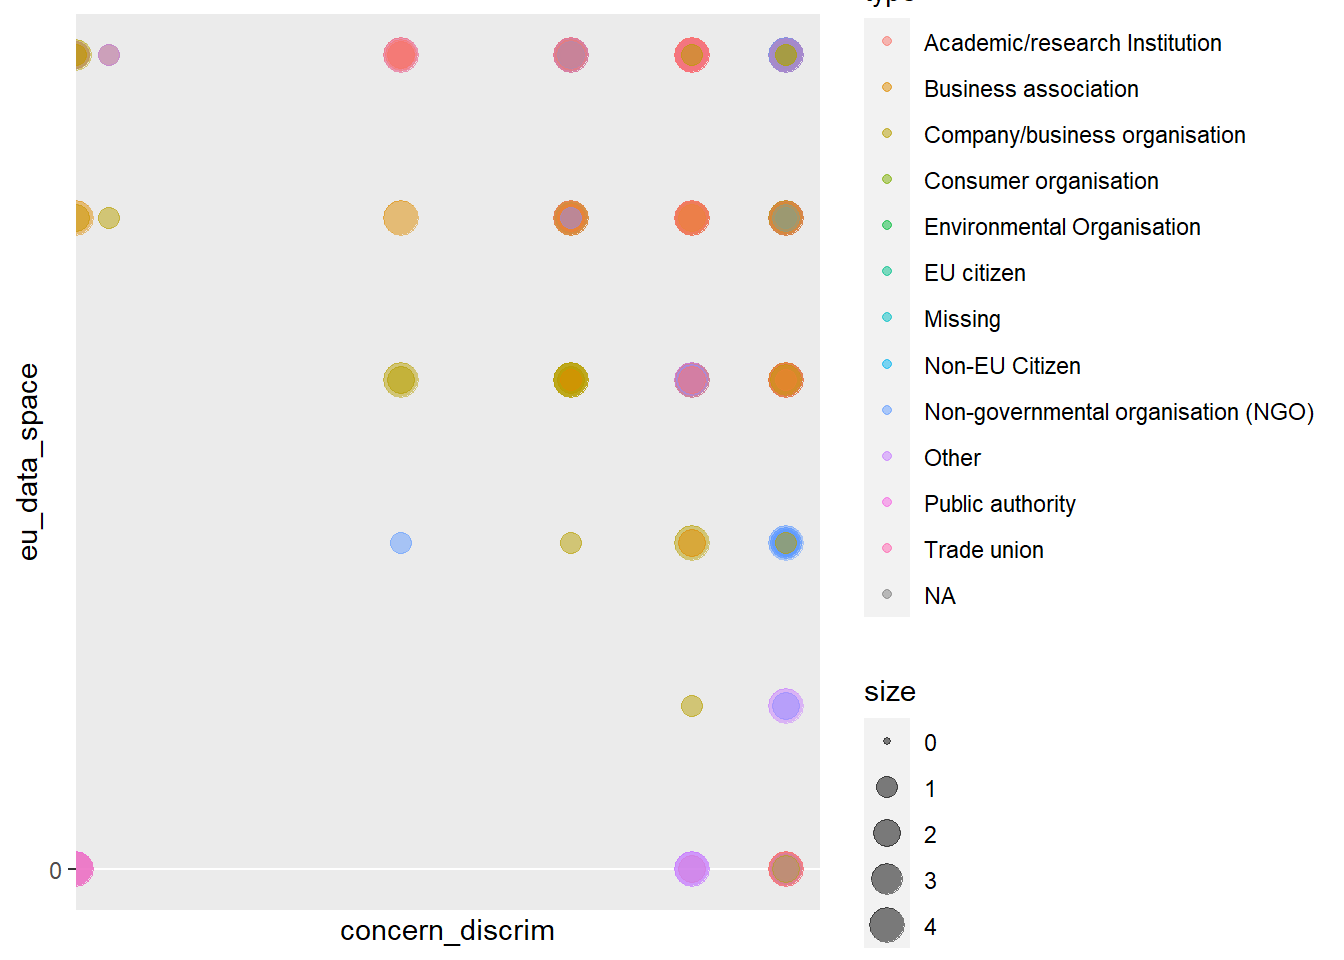 type
Academic/research Institution
Business association
Company/business organisation
Consumer organisation
Environmental Organisation
EU citizen
Missing
Non-EU Citizen
Non-governmental organisation (NGO)
Other
Public authority
Trade union
NA
size
0
1
2
3
4
eu_data_space
0
concern_discrim